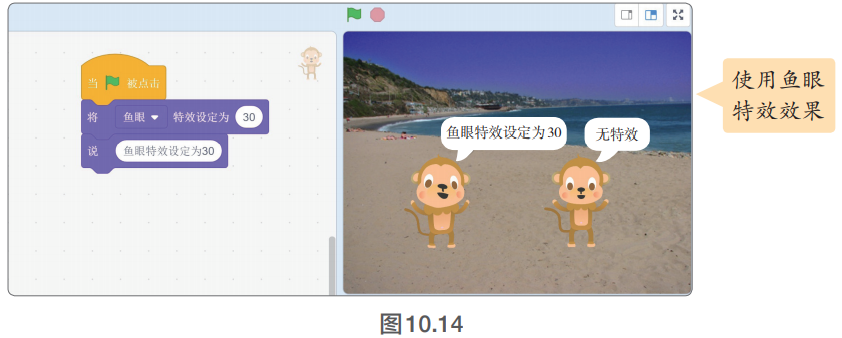 当 被点击
将 鱼眼 特效设定为 30
说 鱼眼特效设定为30
鱼眼特效设定为30
无特效
使用鱼眼
特效效果
图10.14